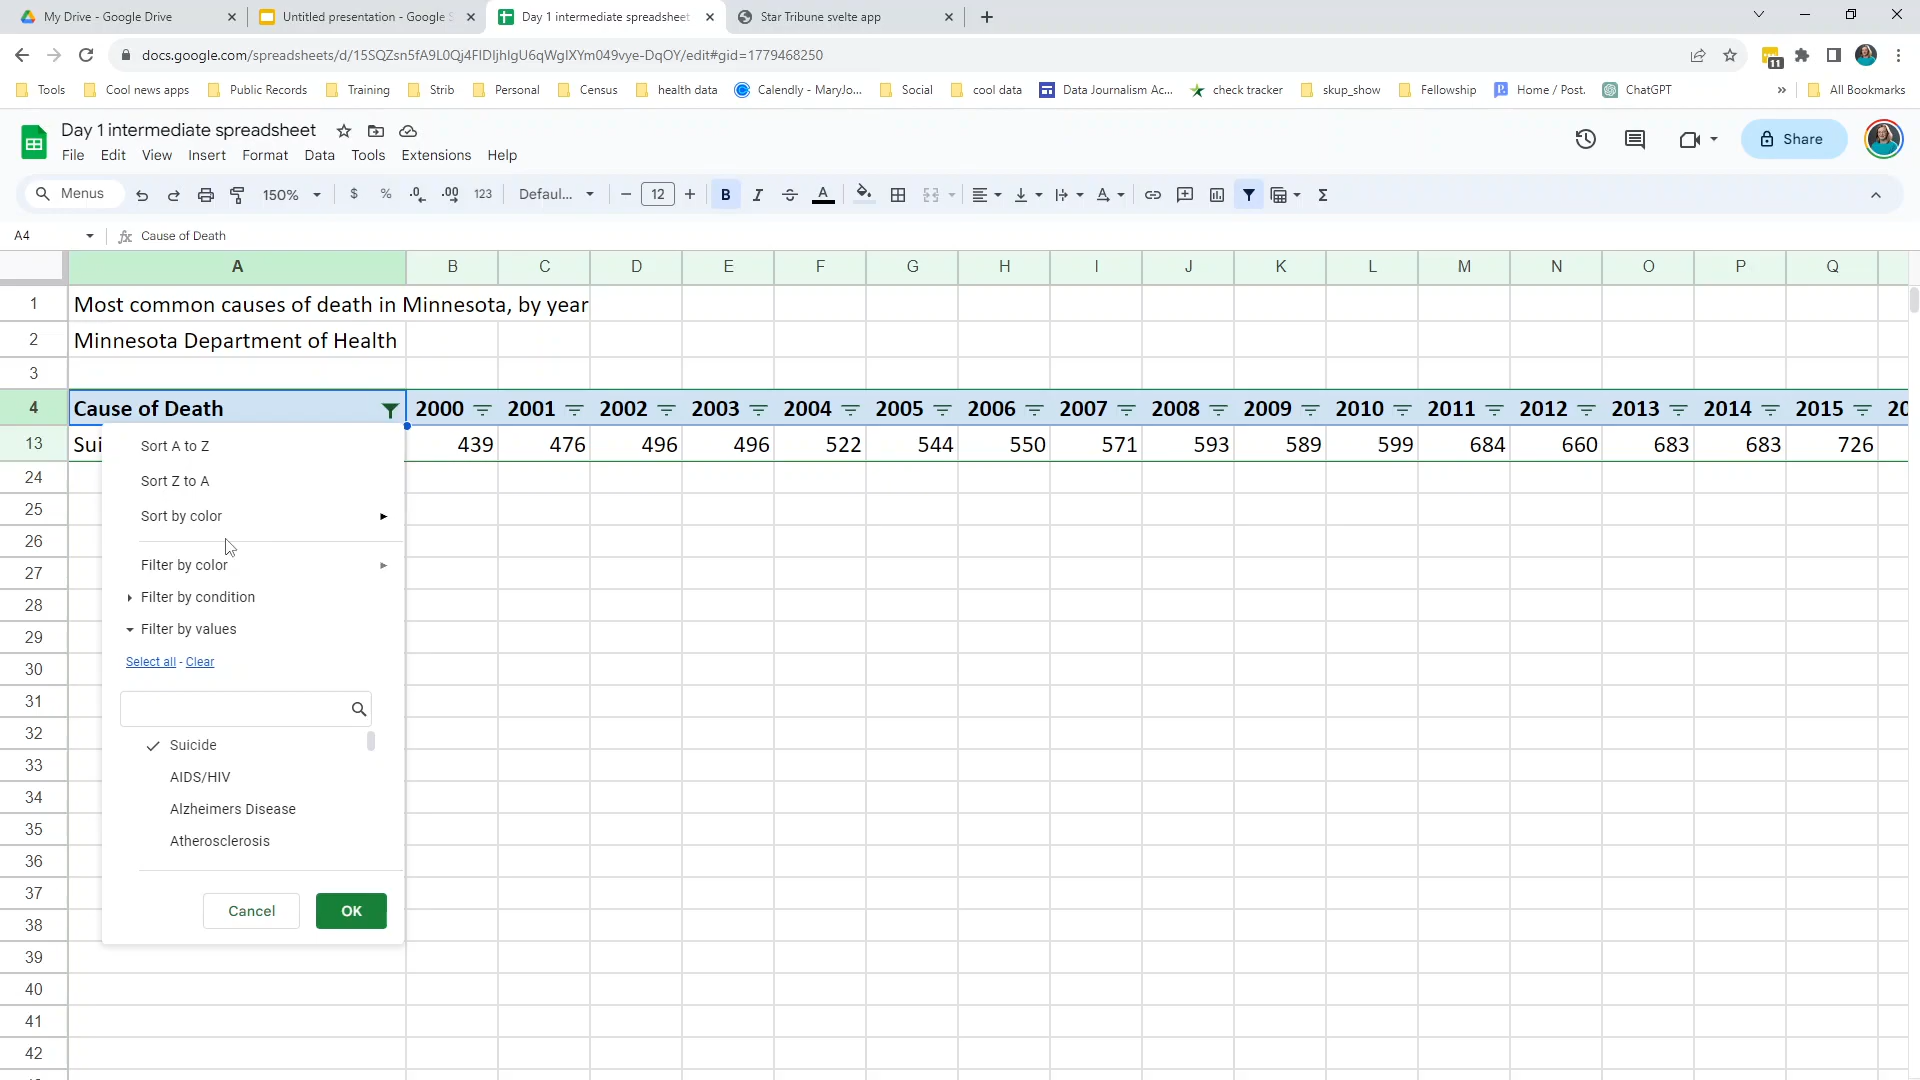 My Drive - Google Drive
Untitled presentation - Google S
Day 1 intermediate spreadsheet
Star Tribune svelte app
docs.google.com/spreadsheets/d/15SQZsn5fA9L0Qj4FIDIjhIgU6qWgIXYm049vye-DqOY/edit#gid=1779468250
11
Tools Cool news apps Public Records Training Strib Personal Census health data Calendly - MaryJo... Social cool data Data Journalism Ac... check tracker skup_show Fellowship Home / Post. ChatGPT » All Bookmarks
Day 1 intermediate spreadsheet
File Edit View Insert Format Data Tools Extensions Help
Share
Menus 150% $ % .0 .00 123 Defaul... − 12 + B I A Σ
A4 fx Cause of Death
A B C D E F G H I J K L M N O P Q
1 Most common causes of death in Minnesota, by year
2 Minnesota Department of Health
3
4 Cause of Death 2000 2001 2002 2003 2004 2005 2006 2007 2008 2009 2010 2011 2012 2013 2014 2015 20
13 Sui 439 476 496 496 522 544 550 571 593 589 599 684 660 683 683 726
24
25
26
27
28
29
30
31
32
33
34
35
36
37
38
39
40
41
42
Sort A to Z
Sort Z to A
Sort by color
Filter by color
Filter by condition
Filter by values
Select all - Clear
Suicide
AIDS/HIV
Alzheimers Disease
Atherosclerosis
Cancel OK